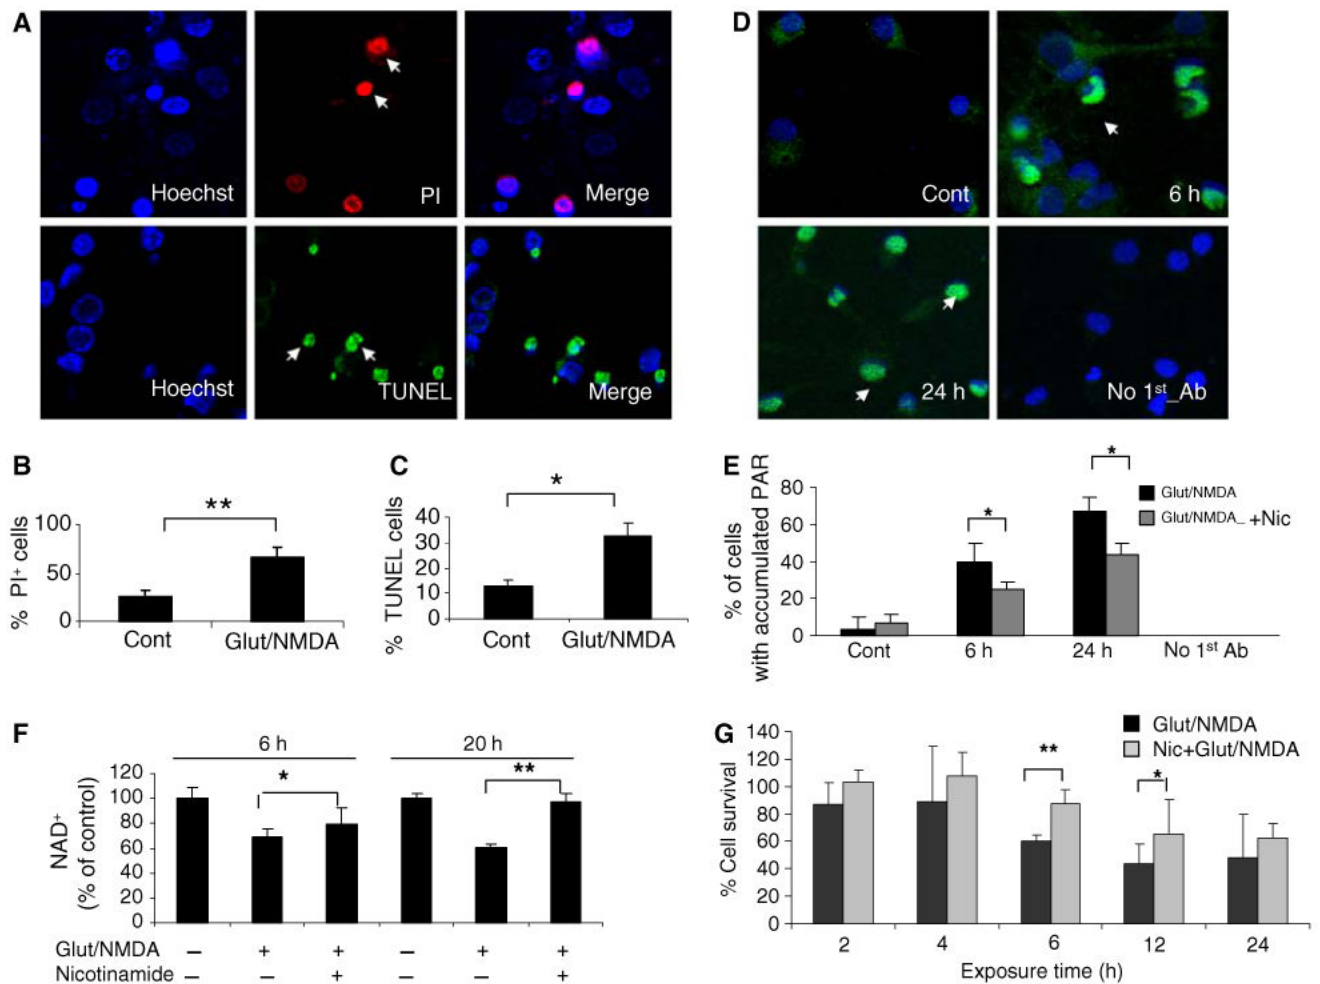 A
Hoechst
PI
Merge
Hoechst
TUNEL
Merge
D
Cont
6 h
24 h
No 1st_Ab
B
% PI+ cells
100
50
0
**
Cont
Glut/NMDA
C
% TUNEL cells
40
30
20
10
0
*
Cont
Glut/NMDA
E
% of cells
with accumulated PAR
80
60
40
20
0
*
*
Glut/NMDA
Glut/NMDA_ +Nic
Cont
6 h
24 h
No 1st Ab
F
6 h
20 h
NAD+
(% of control)
120
100
80
60
40
20
0
*
**
Glut/NMDA – + + – + +
Nicotinamide – – + – – +
G
% Cell survival
140
120
100
80
60
40
20
0
**
*
Glut/NMDA
Nic+Glut/NMDA
2 4 6 12 24
Exposure time (h)